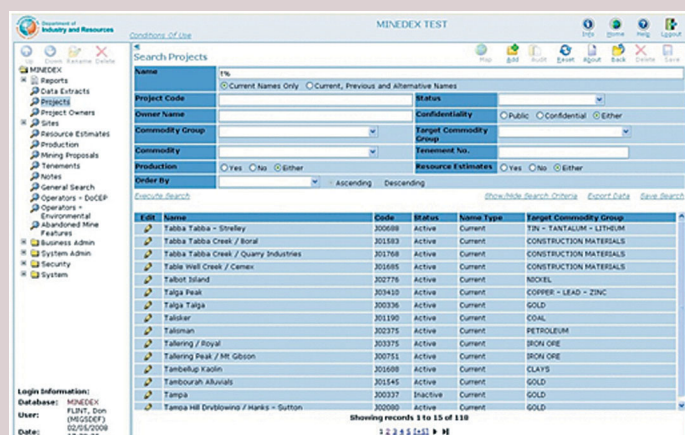 Department of
Industry and Resources
Conditions Of Use
MINEDEX TEST
Info Home Help Logout
Up Down Rename Delete
Search Projects
Map Add Audit Reset About Back Delete Save
MINEDEX
Reports
Data Extracts
Projects
Project Owners
Sites
Resource Estimates
Production
Mining Proposals
Tenements
Notes
General Search
Operators - DoCEP
Operators -
Environmental
Abandoned Mine
Features
Business Admin
System Admin
Security
System
Name t%
Current Names Only Current, Previous and Alternative Names
Project Code Status
Owner Name Confidentiality Public Confidential Either
Commodity Group Target Commodity
Group
Commodity Tenement No.
Production Yes No Either Resource Estimates Yes No Either
Order By Ascending Descending
Execute Search Show/Hide Search Criteria Export Data Save Search
Edit Name Code Status Name Type Target Commodity Group
Tabba Tabba - Strelley J00688 Active Current TIN - TANTALUM - LITHIUM
Tabba Tabba Creek / Boral J01583 Active Current CONSTRUCTION MATERIALS
Tabba Tabba Creek / Quarry Industries J01768 Active Current CONSTRUCTION MATERIALS
Table Well Creek / Cemex J01685 Active Current CONSTRUCTION MATERIALS
Talbot Island J02776 Active Current NICKEL
Talga Peak J03410 Active Current COPPER - LEAD - ZINC
Talga Talga J00336 Active Current GOLD
Talisker J01190 Active Current COAL
Talisman J02375 Active Current PETROLEUM
Tallering / Royal J03375 Active Current IRON ORE
Tallering Peak / Mt Gibson J00751 Active Current IRON ORE
Tambellup Kaolin J01608 Active Current CLAYS
Tambourah Alluvials J01545 Active Current GOLD
Tampa J00337 Inactive Current GOLD
Tampa Hill Dryblowing / Hanks - Sutton J02080 Active Current GOLD
Showing records 1 to 15 of 118
1 2 3 4 5 [+5]
Login Information:
Database: MINEDEX
User: FLINT, Don
(MIGSDEF)
Date: 02/05/2008